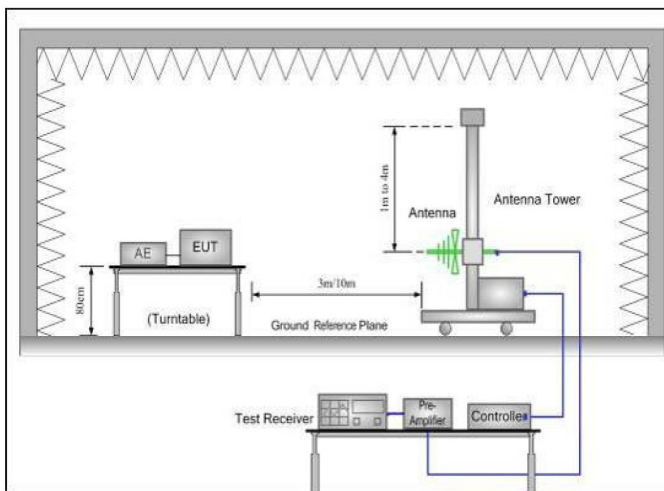 1m to 4m
Antenna
Antenna Tower
AE
EUT
80cm
(Turntable)
3m/10m
Ground Reference Plane
Test Receiver
Pre-
Amplifier
Controlle